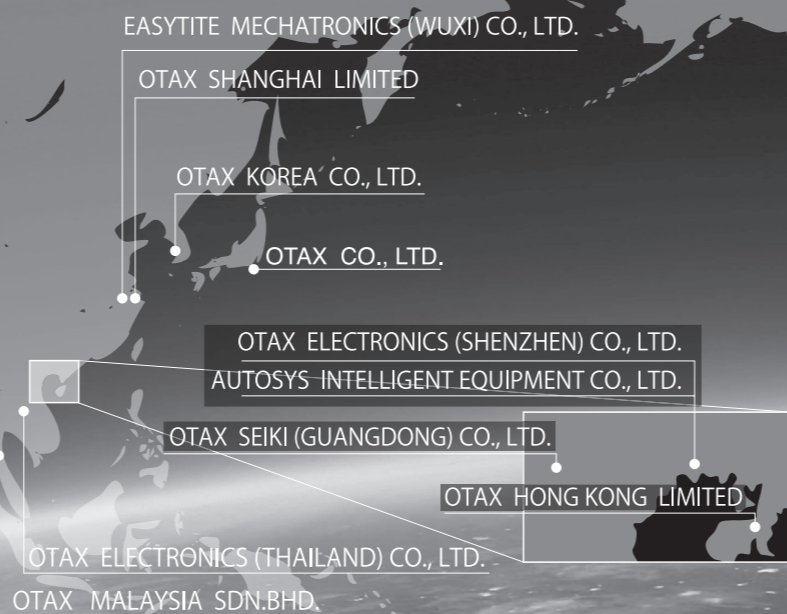 EASYTITE MECHATRONICS (WUXI) CO., LTD.
OTAX SHANGHAI LIMITED
OTAX KOREA CO., LTD.
OTAX CO., LTD.
OTAX ELECTRONICS (SHENZHEN) CO., LTD.
AUTOSYS INTELLIGENT EQUIPMENT CO., LTD.
OTAX SEIKI (GUANGDONG) CO., LTD.
OTAX HONG KONG LIMITED
OTAX ELECTRONICS (THAILAND) CO., LTD.
OTAX MALAYSIA SDN.BHD.